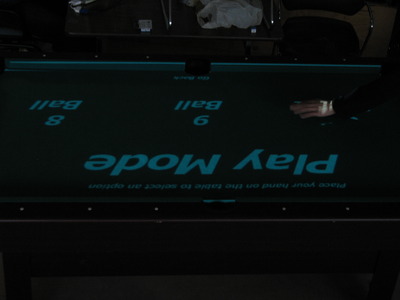 Place your hand on the table to select an option
Play Mode
9
Ball
8
Ball
Go Back